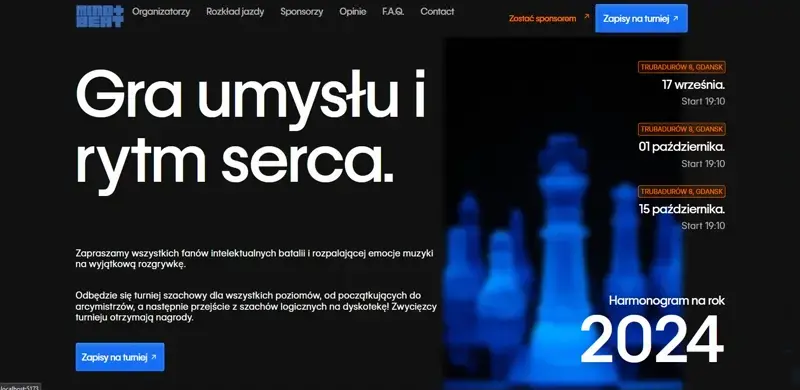 MIND+
BEAT
Organizatorzy
Rozkład jazdy
Sponsorzy
Opinie
F.A.Q.
Contact
Zostać sponsorem
Zapisy na turniej
Gra umysłu i
rytm serca.
TRUBADURÓW 8, GDAŃSK
17 września.
Start 19:10
TRUBADURÓW 8, GDAŃSK
01 października.
Start 19:10
TRUBADURÓW 8, GDAŃSK
15 października.
Start 19:10
Zapraszamy wszystkich fanów intelektualnych batalii i rozpalającej emocje muzyki
na wyjątkową rozgrywkę.
Odbędzie się turniej szachowy dla wszystkich poziomów, od początkujących do
arcymistrzów, a następnie przejście z szachów logicznych na dyskotekę! Zwycięzcy
turnieju otrzymają nagrody.
Zapisy na turniej
Harmonogram na rok
2024
localhost:5173